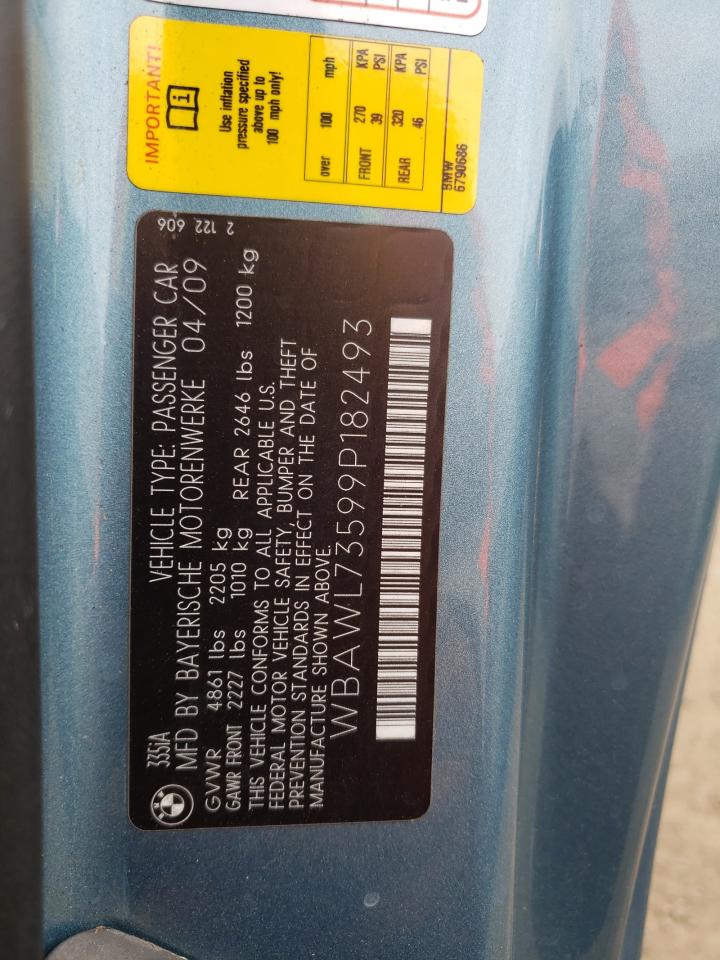 335iA VEHICLE TYPE: PASSENGER CAR
MFD BY BAYERISCHE MOTORENWERKE 04/09
GVWR 4861 lbs 2205 kg
GAWR FRONT 2227 lbs 1010 kg REAR 2646 lbs 1200 kg
THIS VEHICLE CONFORMS TO ALL APPLICABLE U.S.
FEDERAL MOTOR VEHICLE SAFETY, BUMPER AND THEFT
PREVENTION STANDARDS IN EFFECT ON THE DATE OF
MANUFACTURE SHOWN ABOVE.
WBAWL73599P182493
2 122 606
IMPORTANT!
Use inflation
pressure specified
above up to
100 mph only!
over 100 mph
FRONT 270 KPA
39 PSI
REAR 320 KPA
46 PSI
BMW
6790686